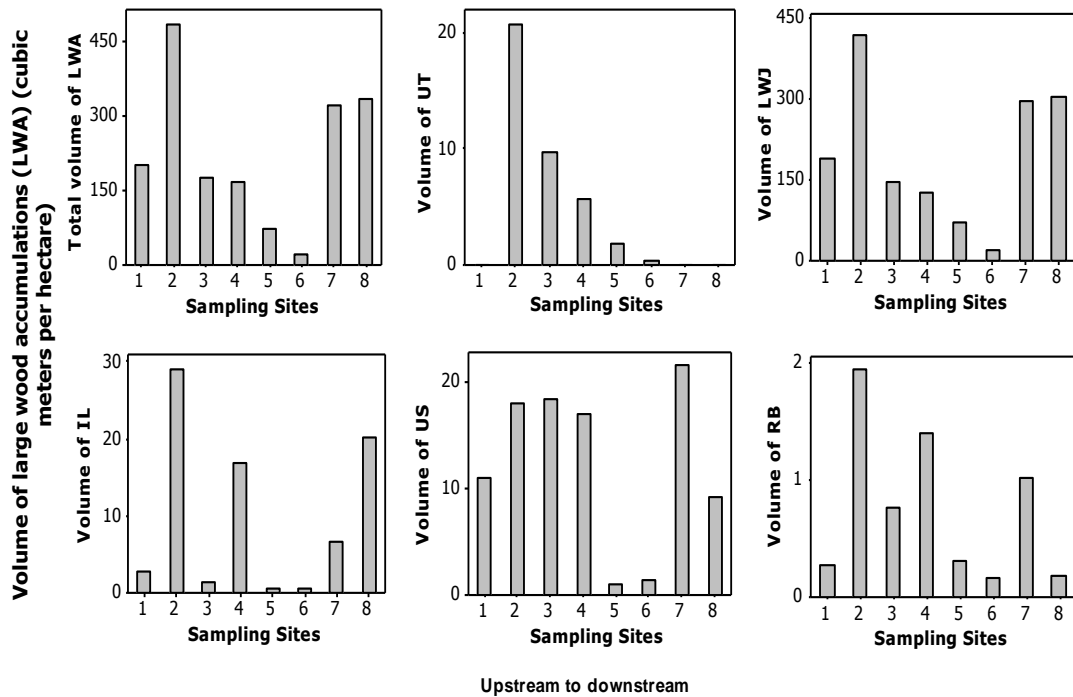 Volume of large wood accumulations (LWA) (cubic
meters per hectare)
Total volume of LWA
450
300
150
0
1 2 3 4 5 6 7 8
Sampling Sites
Volume of UT
20
10
0
1 2 3 4 5 6 7 8
Sampling Sites
Volume of LWJ
450
300
150
0
1 2 3 4 5 6 7 8
Sampling Sites
Volume of IL
30
20
10
0
1 2 3 4 5 6 7 8
Sampling Sites
Volume of US
20
10
0
1 2 3 4 5 6 7 8
Sampling Sites
Volume of RB
2
1
0
1 2 3 4 5 6 7 8
Sampling Sites
Upstream to downstream